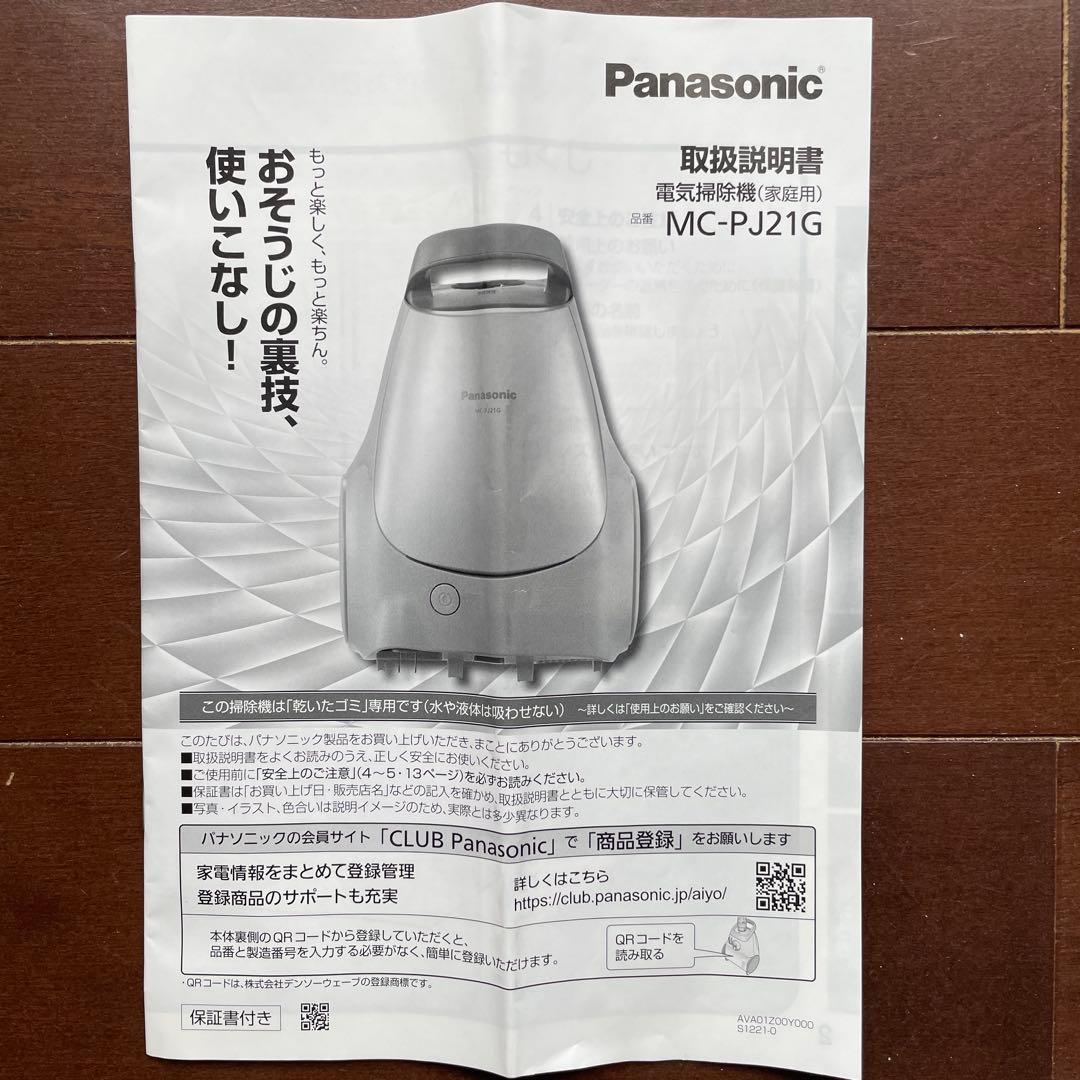 Panasonic®
取扱説明書
電気掃除機(家庭用)
品番 MC-PJ21G
もっと楽しく、もっと楽ちん。
おそうじの裏技、
使いこなし!
Panasonic
MC-PJ21G
この掃除機は「乾いたゴミ」専用です(水や液体は吸わせない) ～詳しくは「使用上のお願い」をご確認ください～
このたびは、パナソニック製品をお買い上げいただき、まことにありがとうございます。
■取扱説明書をよくお読みのうえ、正しく安全にお使いください。
■ご使用前に「安全上のご注意」(4～5・13ページ)を必ずお読みください。
■保証書は「お買い上げ日・販売店名」などの記入を確かめ、取扱説明書とともに大切に保管してください。
■写真・イラスト、色合いは説明イメージのため、実際とは多少異なります。
パナソニックの会員サイト「CLUB Panasonic」で「商品登録」をお願いします
家電情報をまとめて登録管理
登録商品のサポートも充実
詳しくはこちら
https://club.panasonic.jp/aiyo/
本体裏側のQRコードから登録していただくと、
品番と製造番号を入力する必要がなく、簡単に登録いただけます。
QRコードを
読み取る
・QRコードは、株式会社デンソーウェーブの登録商標です。
保証書付き
AVA01Z00Y000
S1221-0